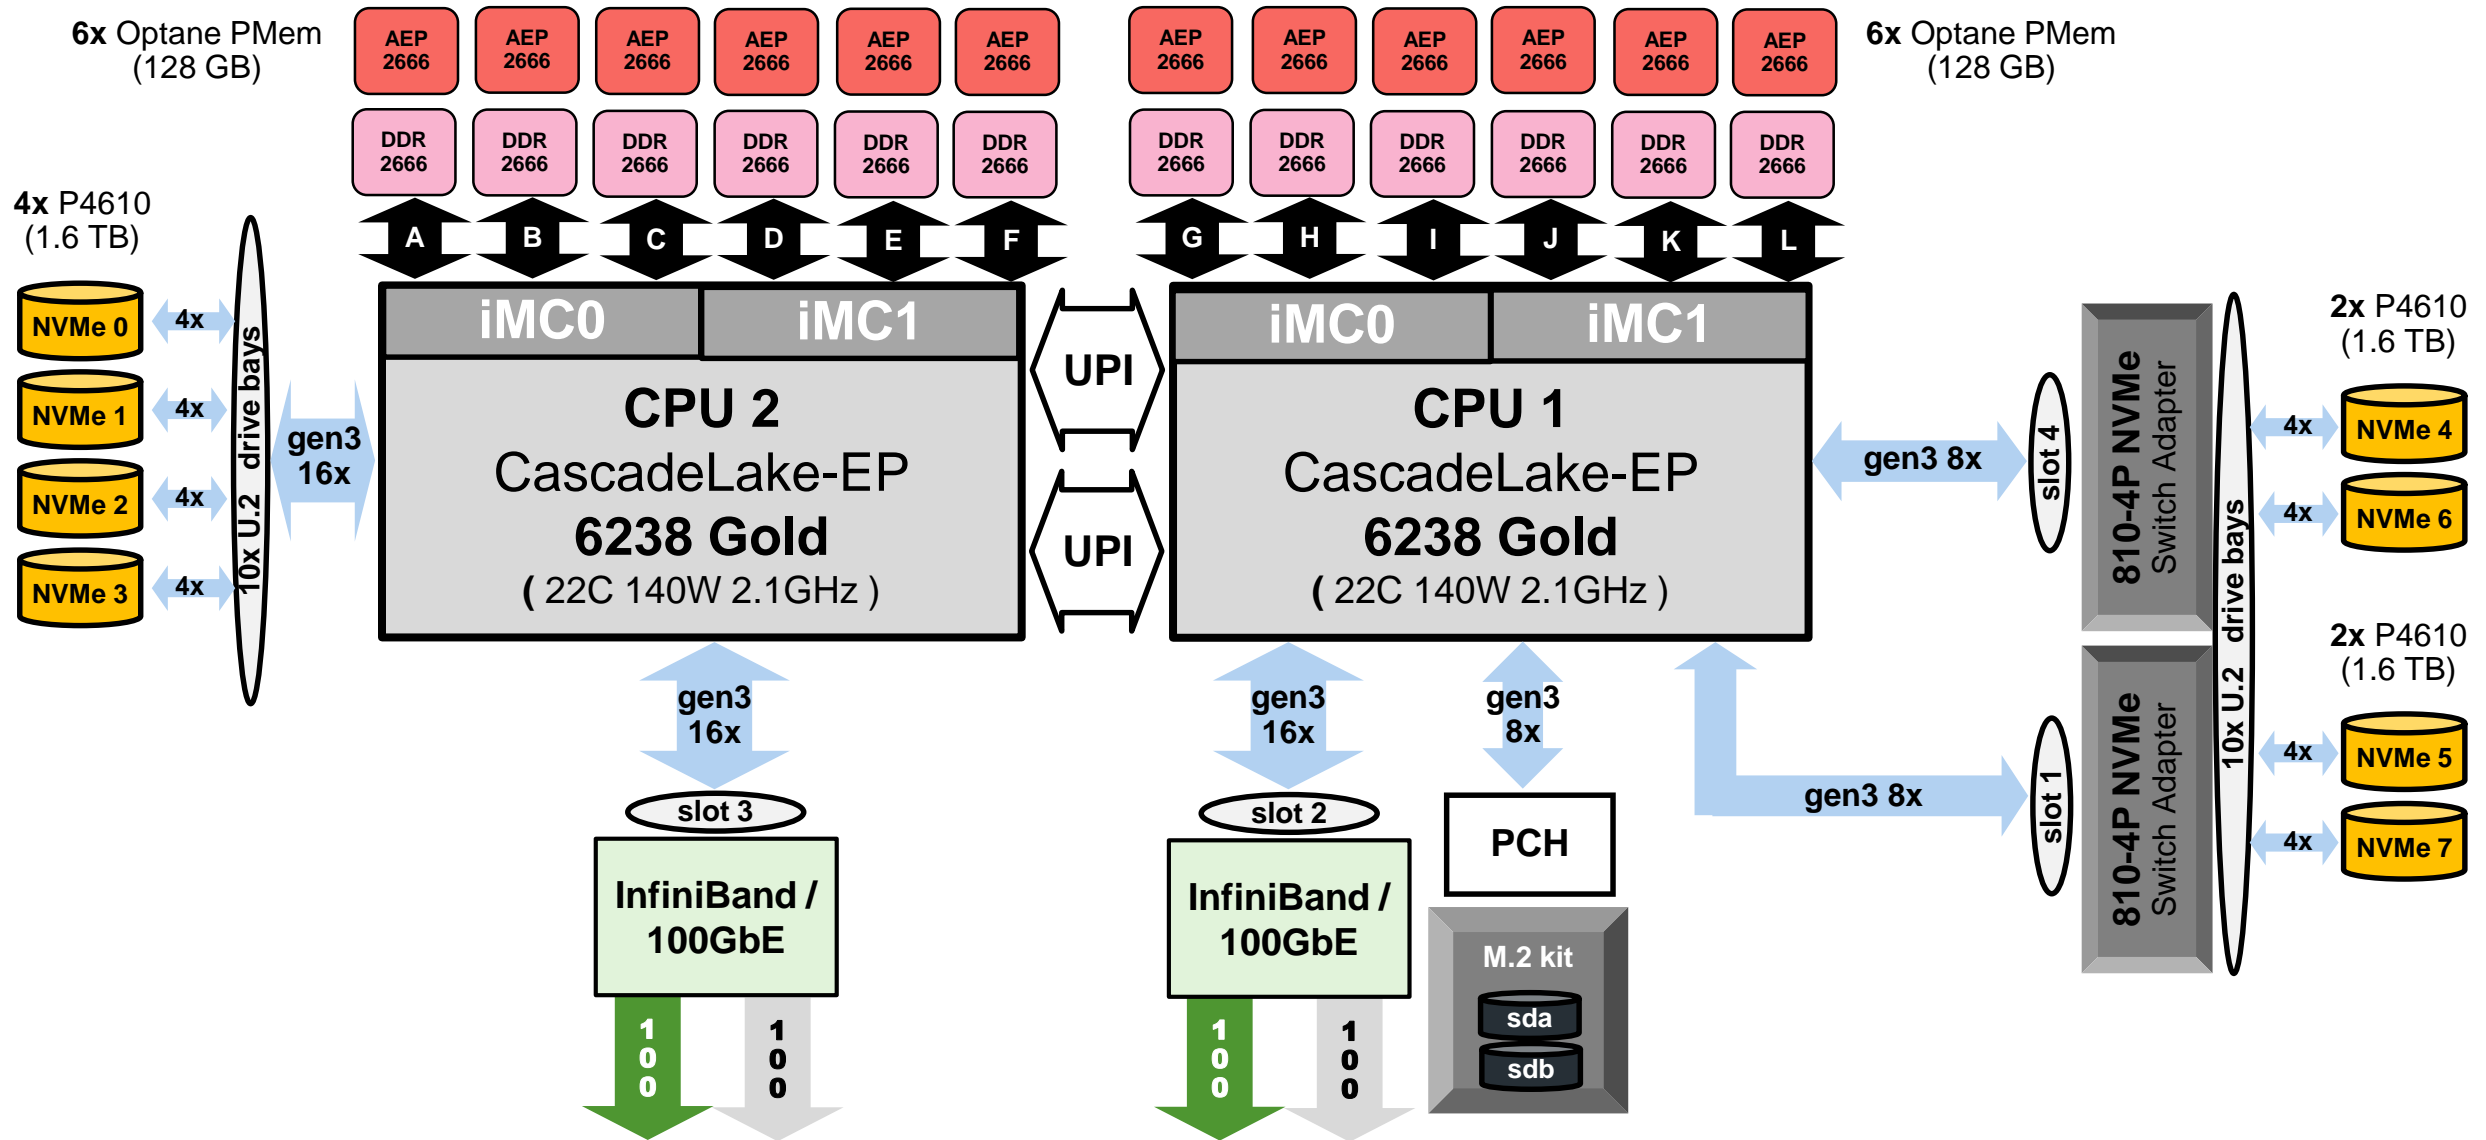 6x Optane PMem
(128 GB)
AEP
2666
AEP
2666
AEP
2666
AEP
2666
AEP
2666
AEP
2666
AEP
2666
AEP
2666
AEP
2666
AEP
2666
AEP
2666
AEP
2666
6x Optane PMem
(128 GB)
DDR
2666
DDR
2666
DDR
2666
DDR
2666
DDR
2666
DDR
2666
DDR
2666
DDR
2666
DDR
2666
DDR
2666
DDR
2666
DDR
2666
A
B
C
D
E
F
G
H
I
J
K
L
4x P4610
(1.6 TB)
NVMe 0
4x
NVMe 1
4x
NVMe 2
4x
NVMe 3
4x
10x U.2 drive bays
gen3
16x
iMC0
iMC1
CPU 2
CascadeLake-EP
6238 Gold
( 22C 140W 2.1GHz )
UPI
UPI
iMC0
iMC1
CPU 1
CascadeLake-EP
6238 Gold
( 22C 140W 2.1GHz )
gen3 8x
slot 4
810-4P NVMe
Switch Adapter
10x U.2 drive bays
2x P4610
(1.6 TB)
4x
NVMe 4
4x
NVMe 6
gen3 8x
slot 1
810-4P NVMe
Switch Adapter
2x P4610
(1.6 TB)
4x
NVMe 5
4x
NVMe 7
gen3
16x
slot 3
InfiniBand /
100GbE
100
100
gen3
16x
slot 2
InfiniBand /
100GbE
100
100
gen3
8x
PCH
M.2 kit
sda
sdb